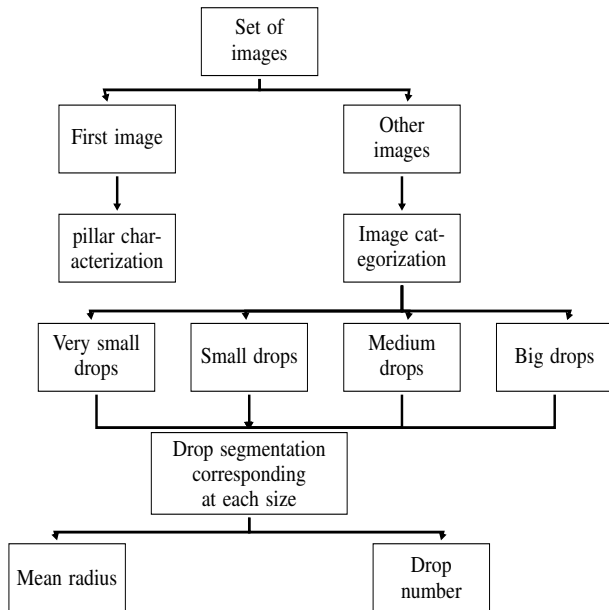 Set of
images
First image
Other
images
pillar char-
acterization
Image cat-
egorization
Very small
drops
Small drops
Medium
drops
Big drops
Drop segmentation
corresponding
at each size
Mean radius
Drop
number